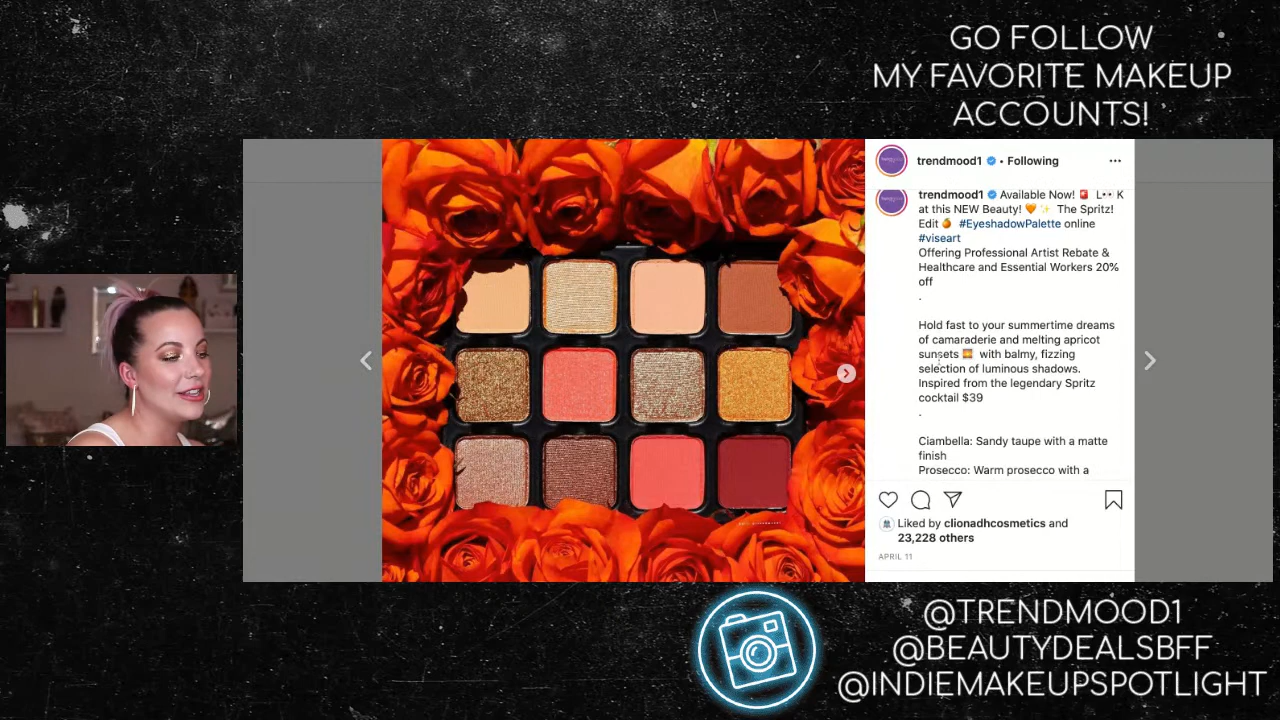 GO FOLLOW
MY FAVORITE MAKEUP
ACCOUNTS!
trendmood1 • Following
trendmood1 Available Now! 🚨 L👀K
at this NEW Beauty! 🧡 ✨ The Spritz!
Edit 🍊 #EyeshadowPalette online
#viseart
Offering Professional Artist Rebate &
Healthcare and Essential Workers 20%
off
.
Hold fast to your summertime dreams
of camaraderie and melting apricot
sunsets 🌅 with balmy, fizzing
selection of luminous shadows.
Inspired from the legendary Spritz
cocktail $39
.
Ciambella: Sandy taupe with a matte
finish
Prosecco: Warm prosecco with a
Liked by clionadhcosmetics and
23,228 others
APRIL 11
@TRENDMOOD1
@BEAUTYDEALSBFF
@INDIEMAKEUPSPOTLIGHT